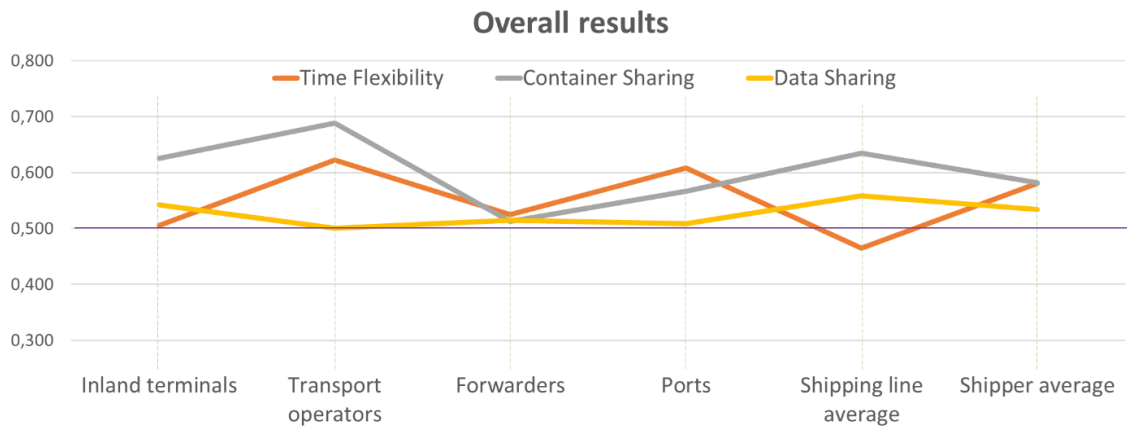 Overall results
0,800
Time Flexibility Container Sharing Data Sharing
0,700
0,600
0,500
0,400
0,300
Inland terminals Transport Forwarders Ports Shipping line Shipper average
operators average